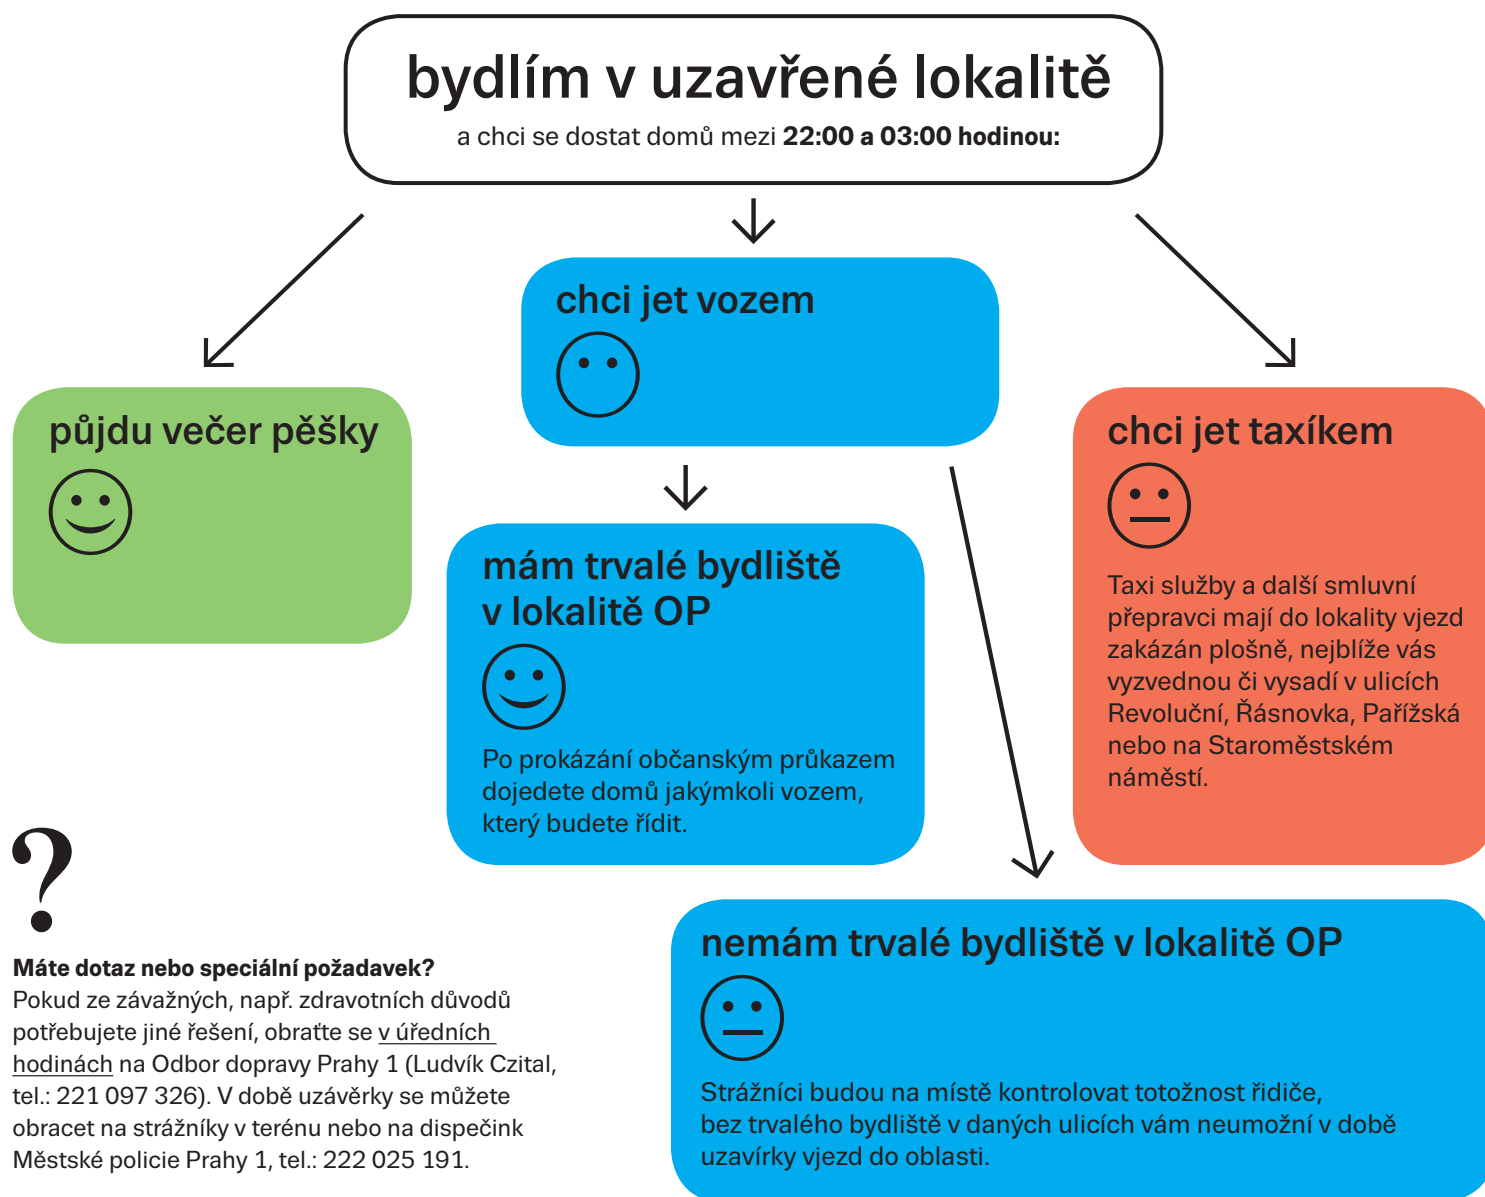 bydlím v uzavřené lokalitě
a chci se dostat domů mezi 22:00 a 03:00 hodinou:
půjdu večer pěšky
chci jet vozem
mám trvalé bydliště
v lokalitě OP
Po prokázání občanským průkazem
dojedete domů jakýmkoli vozem,
který budete řídit.
chci jet taxíkem
Taxi služby a další smluvní
přepravci mají do lokality vjezd
zakázán plošně, nejblíže vás
vyzvednou či vysadí v ulicích
Revoluční, Řásnovka, Pařížská
nebo na Staroměstském
náměstí.
nemám trvalé bydliště v lokalitě OP
Strážníci budou na místě kontrolovat totožnost řidiče,
bez trvalého bydliště v daných ulicích vám neumožní v době
uzavírky vjezd do oblasti.
?
Máte dotaz nebo speciální požadavek?
Pokud ze závažných, např. zdravotních důvodů
potřebujete jiné řešení, obraťte se v úředních
hodinách na Odbor dopravy Prahy 1 (Ludvík Czital,
tel.: 221 097 326). V době uzávěrky se můžete
obracet na strážníky v terénu nebo na dispečink
Městské policie Prahy 1, tel.: 222 025 191.